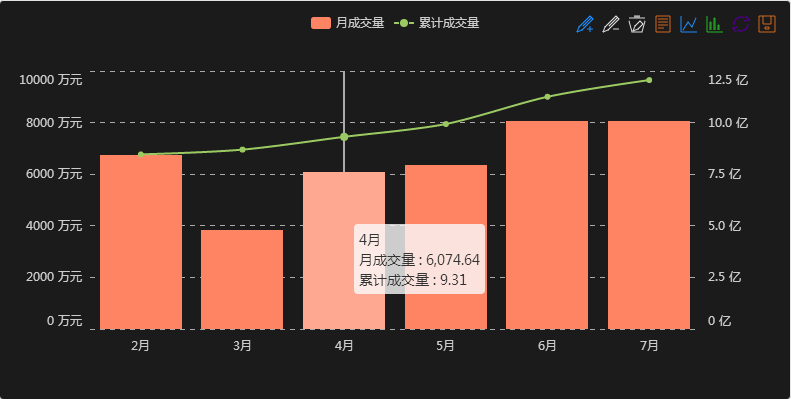 月成交量 累计成交量
10000 万元 12.5 亿
8000 万元 10.0 亿
6000 万元 7.5 亿
4000 万元 5.0 亿
2000 万元 2.5 亿
0 万元 0 亿
4月
月成交量 : 6,074.64
累计成交量 : 9.31
2月 3月 4月 5月 6月 7月